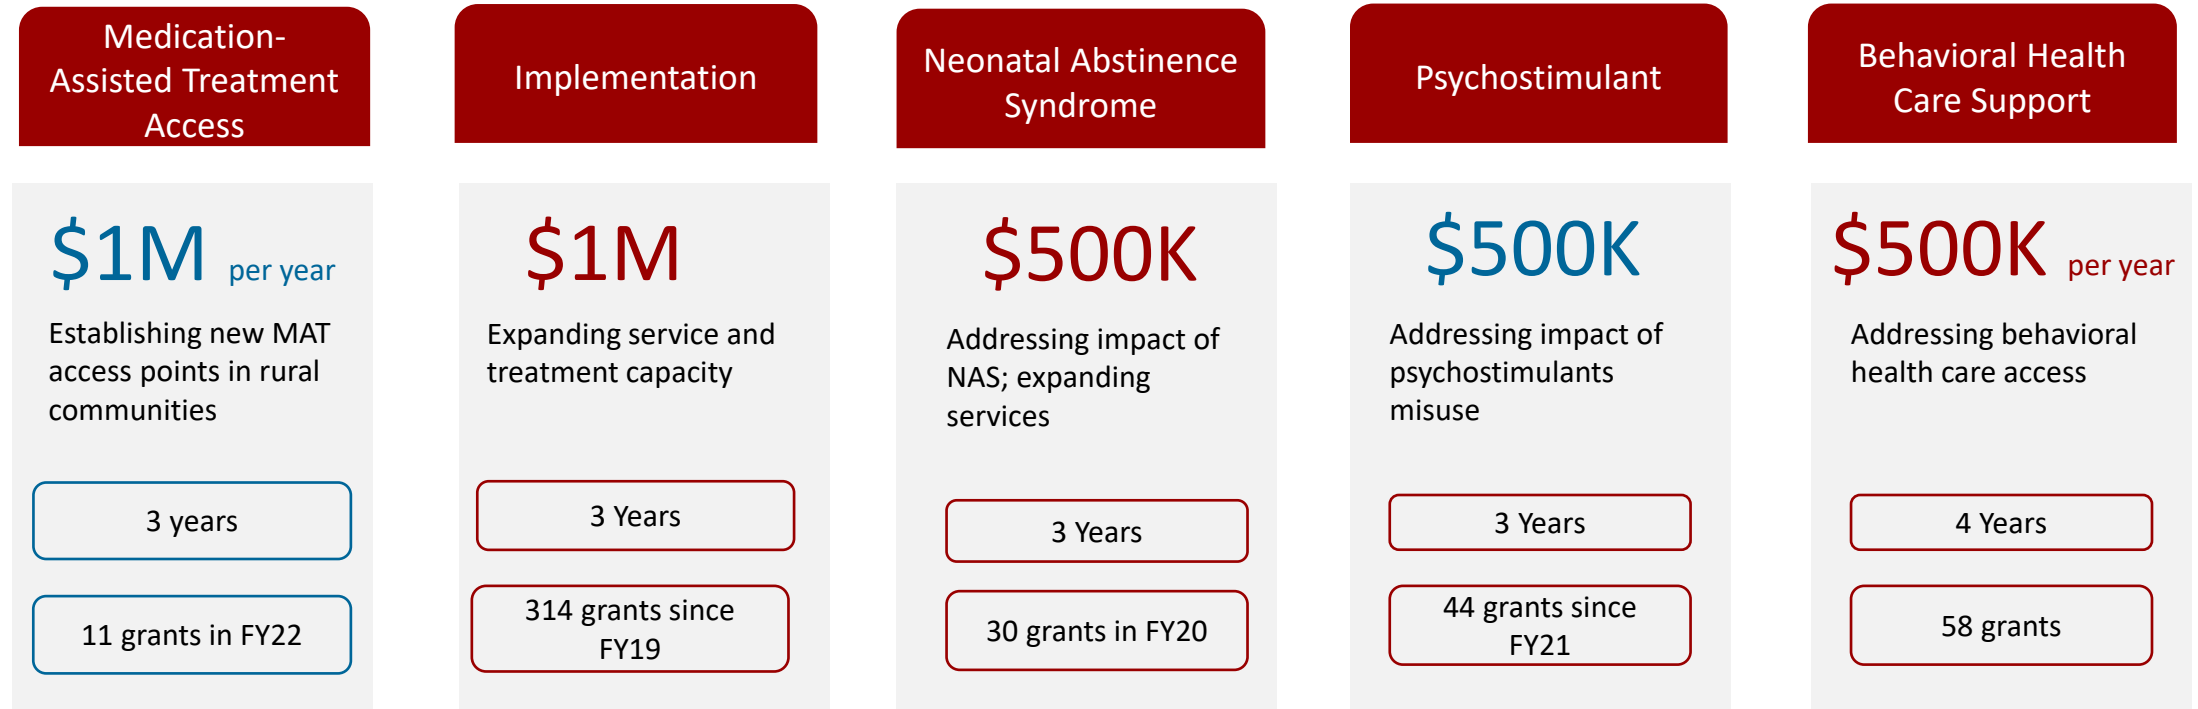 Medication-
Assisted Treatment
Access
$1M per year
Establishing new MAT
access points in rural
communities
3 years
11 grants in FY22
Implementation
$1M
Expanding service and
treatment capacity
3 Years
314 grants since
FY19
Neonatal Abstinence
Syndrome
$500K
Addressing impact of
NAS; expanding
services
3 Years
30 grants in FY20
Psychostimulant
$500K
Addressing impact of
psychostimulants
misuse
3 Years
44 grants since
FY21
Behavioral Health
Care Support
$500K per year
Addressing behavioral
health care access
4 Years
58 grants